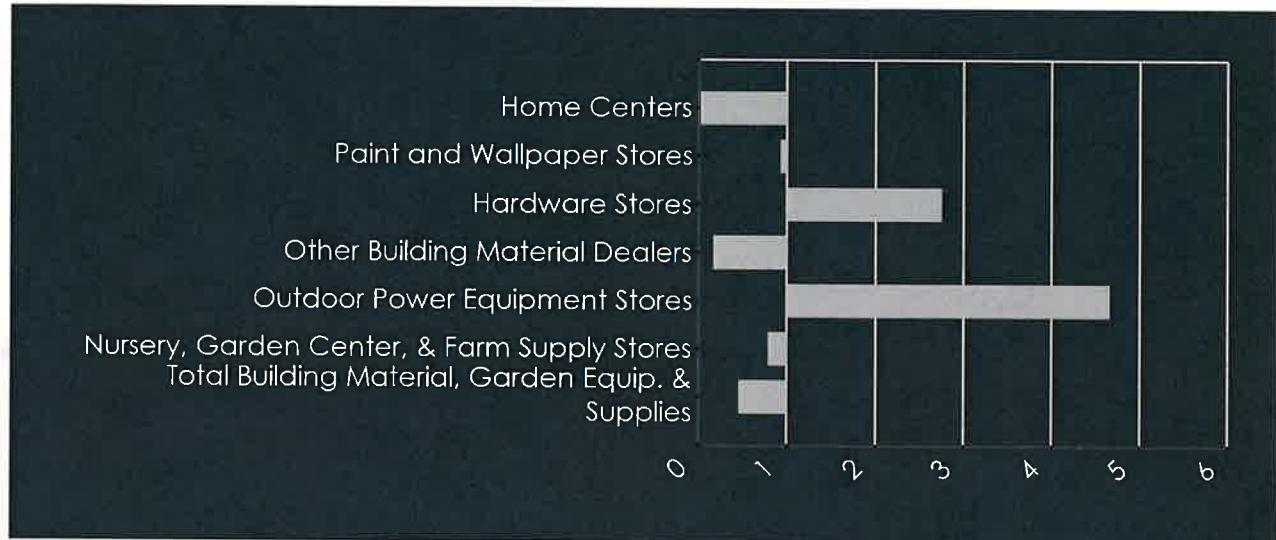 Home Centers
Paint and Wallpaper Stores
Hardware Stores
Other Building Material Dealers
Outdoor Power Equipment Stores
Nursery, Garden Center, & Farm Supply Stores
Total Building Material, Garden Equip. &
Supplies
0 1 2 3 4 5 6